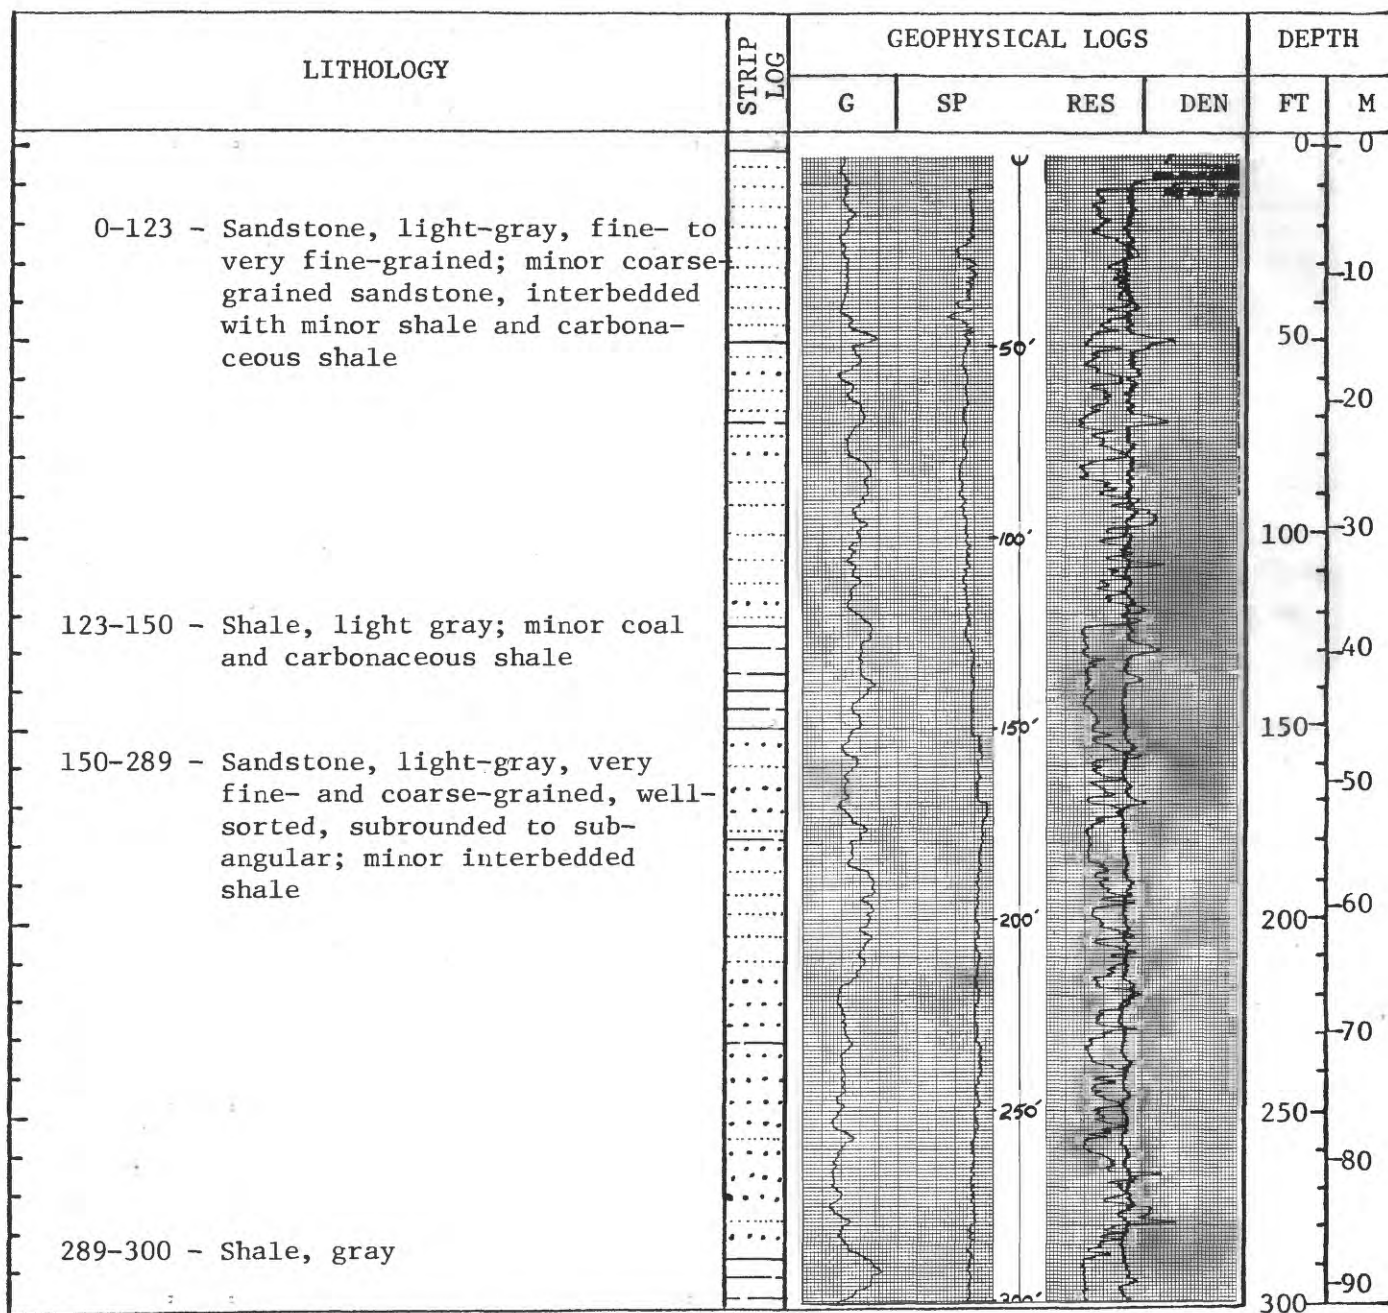 LITHOLOGY
STRIP LOG
GEOPHYSICAL LOGS
DEPTH
G SP RES DEN FT M
0 0
0-123 - Sandstone, light-gray, fine- to
very fine-grained; minor coarse-
grained sandstone, interbedded
with minor shale and carbona-
ceous shale
10
50' 50
20
100' 100 30
123-150 - Shale, light gray; minor coal
and carbonaceous shale
40
150' 150
150-289 - Sandstone, light-gray, very
fine- and coarse-grained, well-
sorted, subrounded to sub-
angular; minor interbedded
shale
50
200' 200 60
70
250' 250
80
289-300 - Shale, gray
90
300